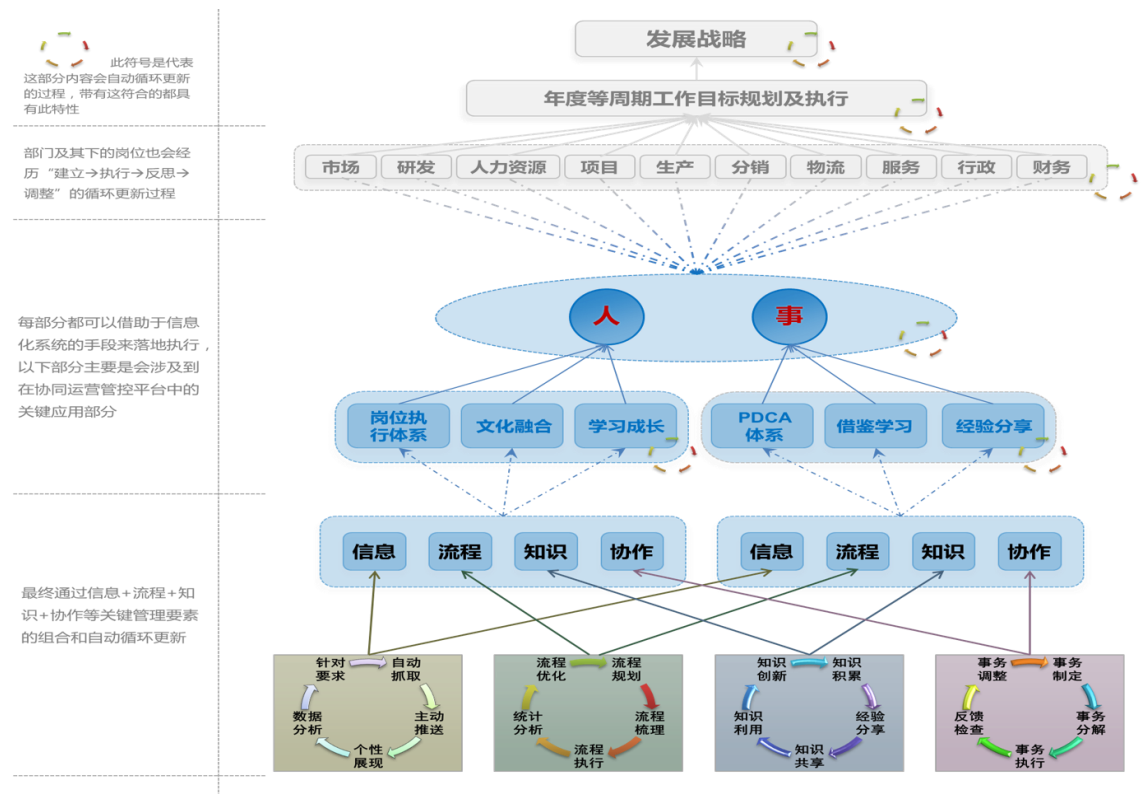 此符号是代表
这部分内容会自动循环更新
的过程，带有这符合的都具
有此特性
发展战略
年度等周期工作目标规划及执行
部门及其下的岗位也会经
历“建立→执行→反思→
调整”的循环更新过程
市场
研发
人力资源
项目
生产
分销
物流
服务
行政
财务
每部分都可以借助于信息
化系统的手段来落地执行，
以下部分主要是会涉及到
在协同运营管控平台中的
关键应用部分
人
事
岗位执
行体系
文化融合
学习成长
PDCA
体系
借鉴学习
经验分享
信息
流程
知识
协作
信息
流程
知识
协作
最终通过信息+流程+知
识+协作等关键管理要素
的组合和自动循环更新
针对
要求
自动
抓取
主动
推送
个性
展现
数据
分析
流程
优化
流程
规划
流程
梳理
流程
执行
统计
分析
知识
创新
知识
积累
经验
分享
知识
共享
知识
利用
事务
调整
事务
制定
事务
分解
事务
执行
反馈
检查